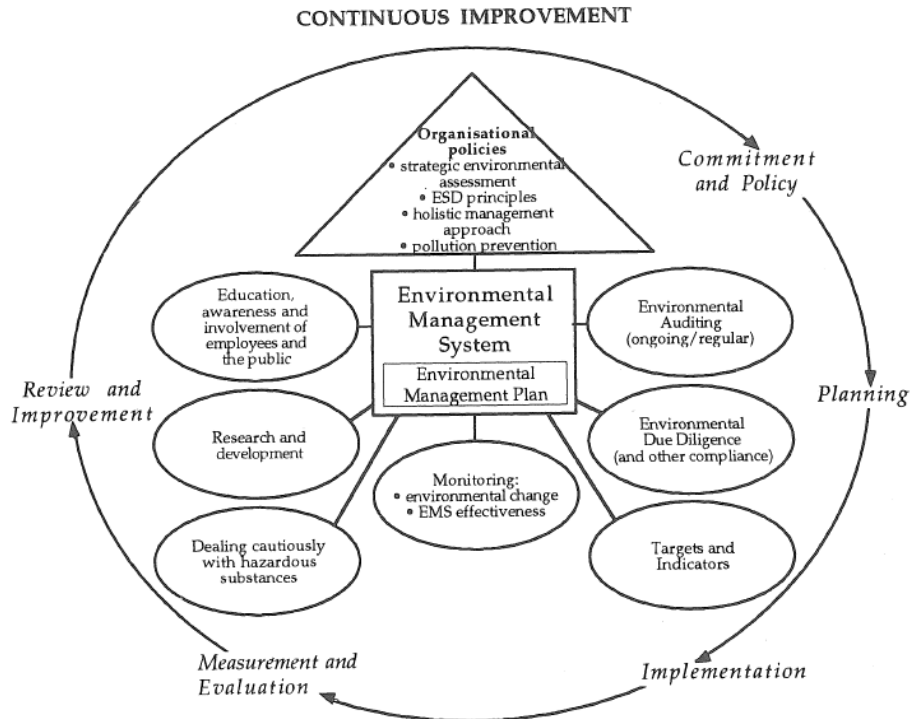 CONTINUOUS IMPROVEMENT
Organisational
policies
• strategic environmental
assessment
• ESD principles
• holistic management
approach
• pollution prevention
Commitment
and Policy
Education,
awareness and
involvement of
employees and
the public
Environmental
Management
System
Environmental
Management Plan
Environmental
Auditing
(ongoing/regular)
Review and
Improvement
Planning
Research and
development
Environmental
Due Diligence
(and other compliance)
Monitoring:
• environmental change
• EMS effectiveness
Dealing cautiously
with hazardous
substances
Targets and
Indicators
Measurement and
Evaluation
Implementation